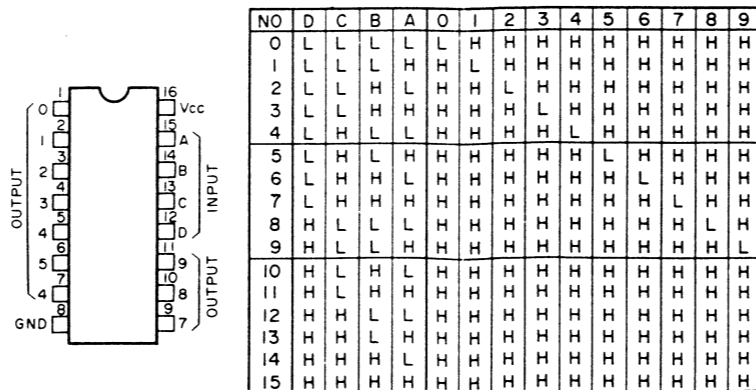 1 16
0 Vcc
2 15
1 A
3 14
2 B
4 13
3 C
5 12
4 D
6 11
5 9
7 10
4 8
8 9
GND 7
OUTPUT
INPUT
OUTPUT
NO D C B A 0 1 2 3 4 5 6 7 8 9
0 L L L L L H H H H H H H H H
1 L L L H H L H H H H H H H H
2 L L H L H H L H H H H H H H
3 L L H H H H H L H H H H H H
4 L H L L H H H H L H H H H H
5 L H L H H H H H H L H H H H
6 L H H L H H H H H H L H H H
7 L H H H H H H H H H H L H H
8 H L L L H H H H H H H H L H
9 H L L H H H H H H H H H H L
10 H L H L H H H H H H H H H H
11 H L H H H H H H H H H H H H
12 H H L L H H H H H H H H H H
13 H H L H H H H H H H H H H H
14 H H H L H H H H H H H H H H
15 H H H H H H H H H H H H H H